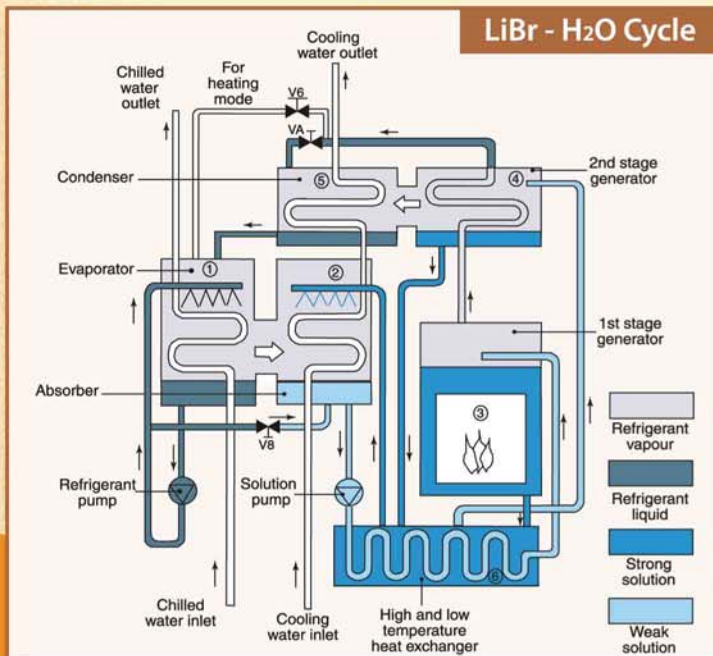 LiBr - H2O Cycle
Cooling
water outlet
Chilled
water outlet
For
heating
mode
V6
VA
Condenser
⑤
④
2nd stage
generator
Evaporator
①
②
1st stage
generator
Absorber
③
V8
Refrigerant
pump
Solution
pump
⑥
Chilled
water inlet
Cooling
water inlet
High and low
temperature
heat exchanger
Refrigerant
vapour
Refrigerant
liquid
Strong
solution
Weak
solution